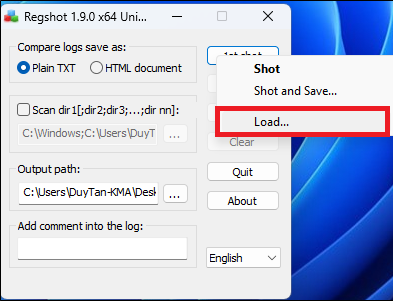 Regshot 1.9.0 x64 Uni...
Compare logs save as:
Plain TXT
HTML document
1st shot
Shot
Shot and Save...
Load...
Scan dir1[;dir2;dir3;...;dir nn]:
C:\Windows;C:\Users\DuyT
...
Clear
Output path:
C:\Users\DuyTan-KMA\Desk
...
Quit
About
Add comment into the log:
English